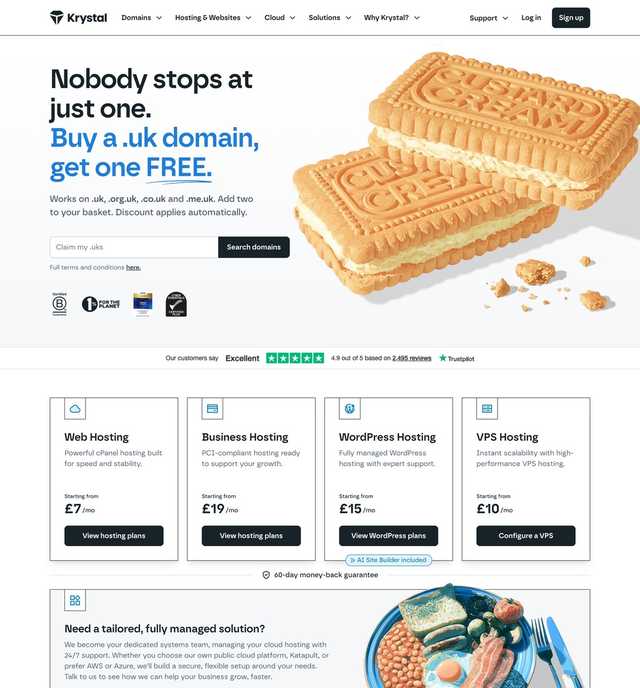 Krystal
Domains
Hosting & Websites
Cloud
Solutions
Why Krystal?
Support
Log in
Sign up
Nobody stops at
just one.
Buy a .uk domain,
get one FREE.
Works on .uk, .org.uk, .co.uk and .me.uk. Add two
to your basket. Discount applies automatically.
Claim my .uks
Search domains
Full terms and conditions here.
CUSTARD
CREAM
CUS
CRE
Certified
B
Corporation
1% FOR THE
PLANET
CYBER
ESSENTIALS
CERTIFIED
PLUS
Our customers say
Excellent
4.9 out of 5 based on 2,495 reviews
Trustpilot
Web Hosting
Powerful cPanel hosting built
for speed and stability.
Starting from
£7 /mo
View hosting plans
Business Hosting
PCI-compliant hosting ready
to support your growth.
Starting from
£19 /mo
View hosting plans
WordPress Hosting
Fully managed WordPress
hosting with expert support.
Starting from
£15 /mo
View WordPress plans
AI Site Builder included
VPS Hosting
Instant scalability with high-
performance VPS hosting.
Starting from
£10 /mo
Configure a VPS
60-day money-back guarantee
Need a tailored, fully managed solution?
We become your dedicated systems team, managing your cloud hosting with
24/7 support. Whether you choose our own public cloud platform, Katapult, or
prefer AWS or Azure, we'll build a secure, flexible setup around your needs.
Talk to us to see how we can help your business grow, faster.